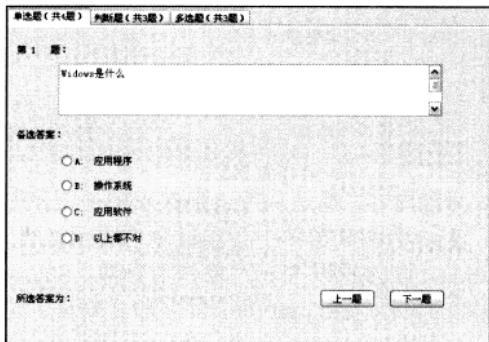 单选题(共4题) 判断题(共3题) 多选题(共3题)
第 1 题:
Widows是什么
备选答案:
A: 应用程序
B: 操作系统
C: 应用软件
D 以上都不对
所选答案为: 上一题 下一题